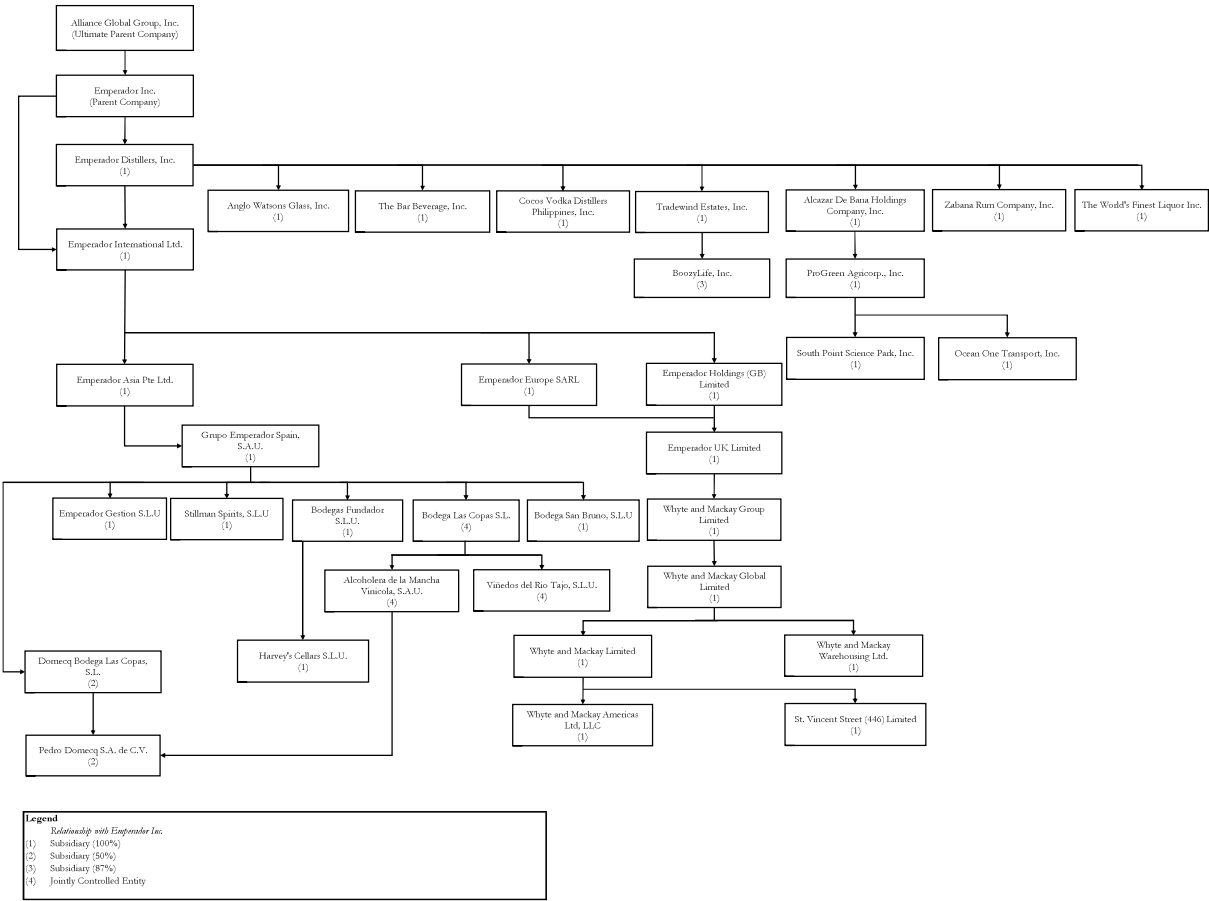 Alliance Global Group, Inc.
(Ultimate Parent Company)
Emperador Inc.
(Parent Company)
Emperador Distillers, Inc.
(1)
Anglo Watsons Glass, Inc.
(1)
The Bar Beverage, Inc.
(1)
Cocos Vodka Distillers
Philippines, Inc.
(1)
Tradewind Estates, Inc.
(1)
Alcazar De Bana Holdings
Company, Inc.
(1)
Zabana Rum Company, Inc.
(1)
The World's Finest Liquor Inc.
(1)
Emperador International Ltd.
(1)
BoozyLife, Inc.
(3)
ProGreen Agricorp., Inc.
(1)
South Point Science Park, Inc.
(1)
Ocean One Transport, Inc.
(1)
Emperador Asia Pte Ltd.
(1)
Emperador Europe SARL
(1)
Emperador Holdings (GB)
Limited
(1)
Grupo Emperador Spain,
S.A.U.
(1)
Emperador UK Limited
(1)
Emperador Gestion S.L.U
(1)
Stillman Spirits, S.L.U
(1)
Bodegas Fundador
S.L.U.
(1)
Bodega Las Copas S.L.
(4)
Bodega San Bruno, S.L.U
(1)
Whyte and Mackay Group
Limited
(1)
Alcoholera de la Mancha
Vinicola, S.A.U.
(4)
Viñedos del Rio Tajo, S.L.U.
(4)
Whyte and Mackay Global
Limited
(1)
Harvey's Cellars S.L.U.
(1)
Whyte and Mackay Limited
(1)
Whyte and Mackay
Warehousing Ltd.
(1)
Domecq Bodega Las Copas,
S.L.
(2)
Whyte and Mackay Americas
Ltd, LLC
(1)
St. Vincent Street (446) Limited
(1)
Pedro Domecq S.A. de C.V.
(2)
Legend
Relationship with Emperador Inc.
(1) Subsidiary (100%)
(2) Subsidiary (50%)
(3) Subsidiary (87%)
(4) Jointly Controlled Entity